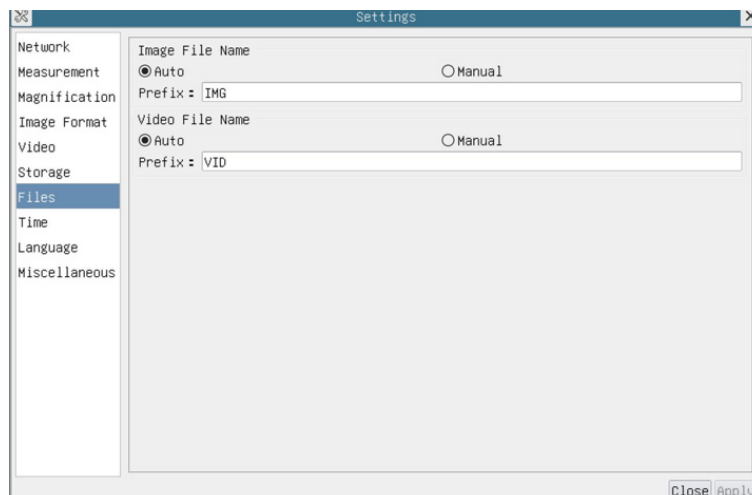 Settings
Network
Measurement
Magnification
Image Format
Video
Storage
Files
Time
Language
Miscellaneous
Image File Name
Auto Manual
Prefix: IMG
Video File Name
Auto Manual
Prefix: VID
Close Apply